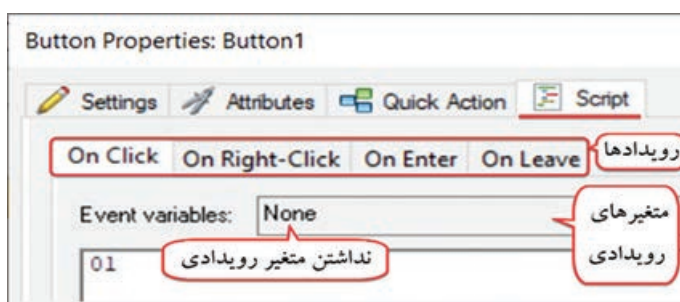 Button Properties: Button1
Settings Attributes Quick Action Script
On Click On Right-Click On Enter On Leave رویدادها
Event variables: None متغیرهای
رویدادی
01 نداشتن متغیر رویدادی